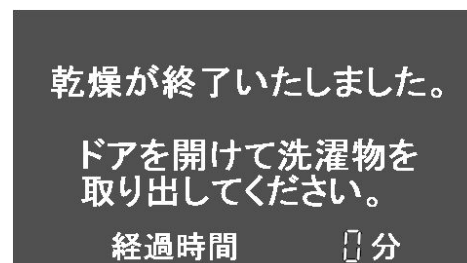 乾燥が終了いたしました。
ドアを開けて洗濯物を
取り出してください。
経過時間 0分